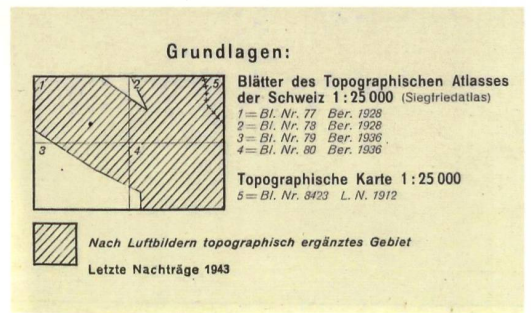 Grundlagen:
1 2 5
3 4
Blätter des Topographischen Atlasses
der Schweiz 1:25 000 (Siegfriedatlas)
1 = Bl. Nr. 77 Ber. 1928
2 = Bl. Nr. 78 Ber. 1928
3 = Bl. Nr. 79 Ber. 1936
4 = Bl. Nr. 80 Ber. 1936
Topographische Karte 1:25 000
5 = Bl. Nr. 8423 L. N. 1912
Nach Luftbildern topographisch ergänztes Gebiet
Letzte Nachträge 1943